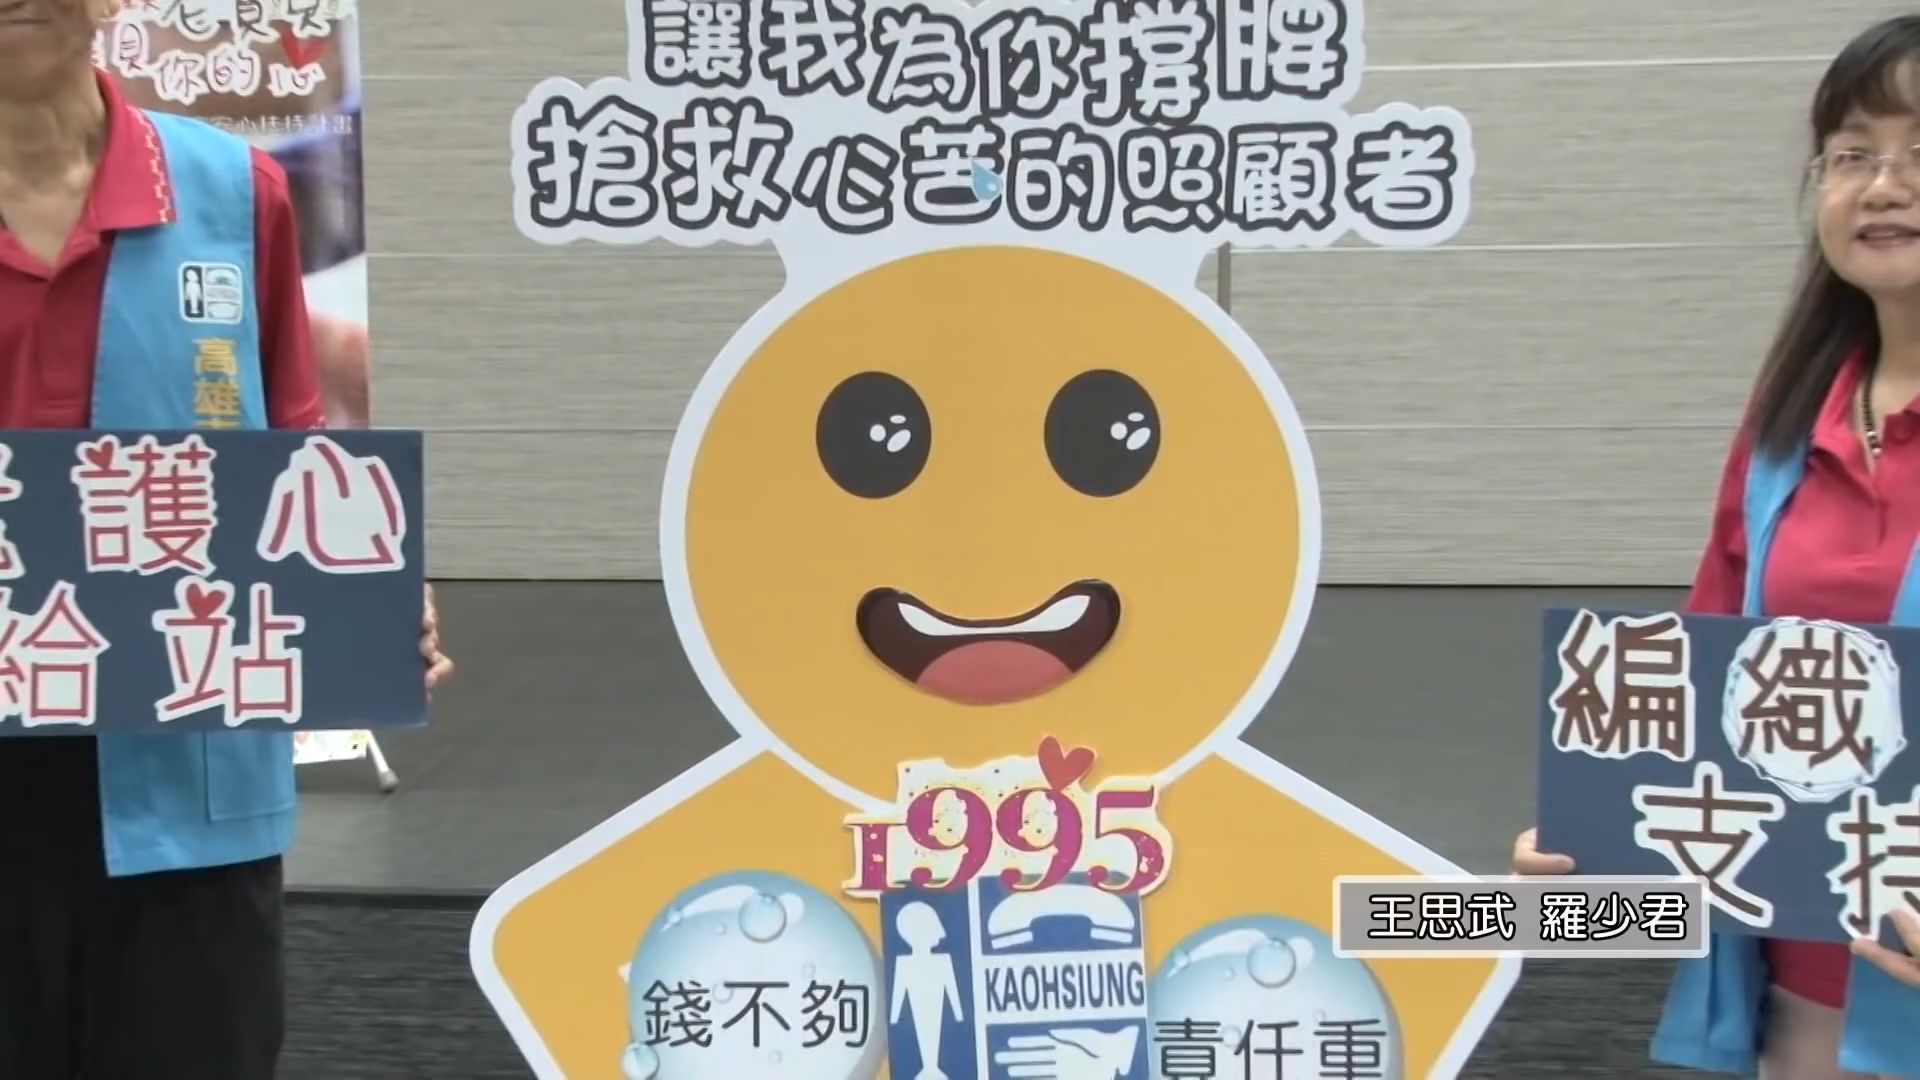 讓我為你撐腰
搶救心苦的照顧者
你的心
高雄市
護心
給站
編織
支持
1995
KAOHSIUNG
錢不夠
責任重
王思武 羅少君